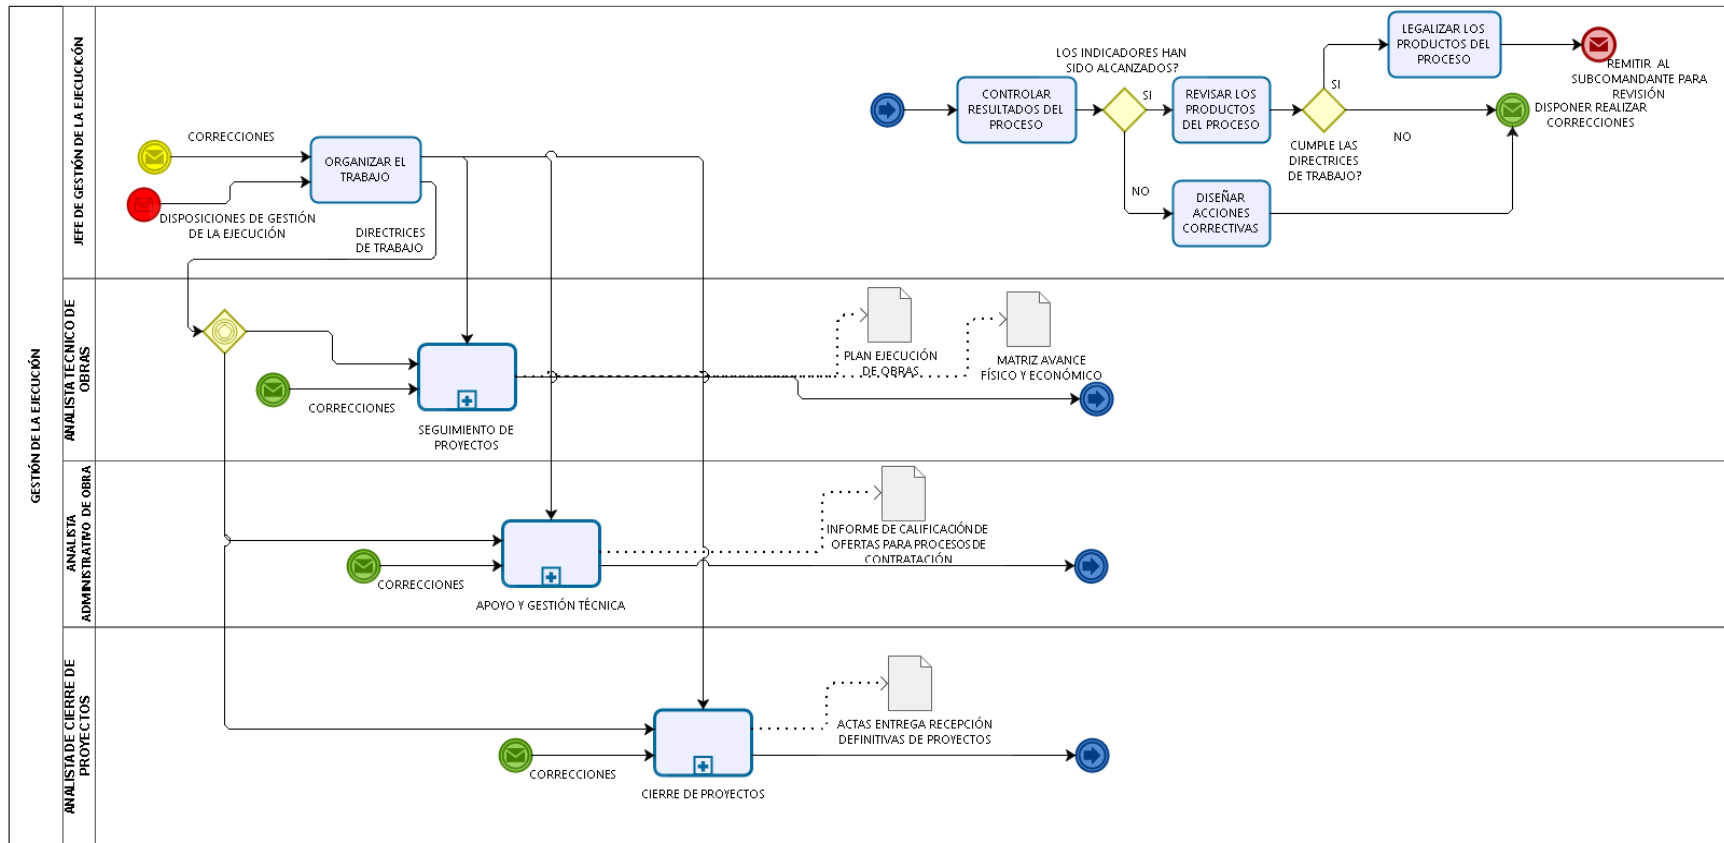 GESTIÓN DE LA EJECUCIÓN
JEFE DE GESTIÓN DE LA EJECUCICÓN
CORRECCIONES
ORGANIZAR EL
TRABAJO
DISPOSICIONES DE GESTIÓN
DE LA EJECUCIÓN
DIRECTRICES
DE TRABAJO
CONTROLAR
RESULTADOS DEL
PROCESO
LOS INDICADORES HAN
SIDO ALCANZADOS?
SI
NO
REVISAR LOS
PRODUCTOS
DEL PROCESO
DISEÑAR
ACCIONES
CORRECTIVAS
CUMPLE LAS
DIRECTRICES
DE TRABAJO?
SI
NO
LEGALIZAR LOS
PRODUCTOS DEL
PROCESO
REMITIR AL
SUBCOMANDANTE PARA
REVISIÓN
DISPONER REALIZAR
CORRECCIONES
ANALISTA TECNICO DE
OBRAS
CORRECCIONES
SEGUIMIENTO DE
PROYECTOS
PLAN EJECUCIÓN
DE OBRAS
MATRIZ AVANCE
FÍSICO Y ECONÓMICO
ANALISTA
ADMINISTRATIVO DE OBRA
CORRECCIONES
APOYO Y GESTIÓN TÉCNICA
INFORME DE CALIFICACIÓN DE
OFERTAS PARA PROCESOS DE
CONTRATACIÓN
ANALISTA DE CIERRE DE
PROYECTOS
CORRECCIONES
CIERRE DE PROYECTOS
ACTAS ENTREGA RECEPCIÓN
DEFINITIVAS DE PROYECTOS